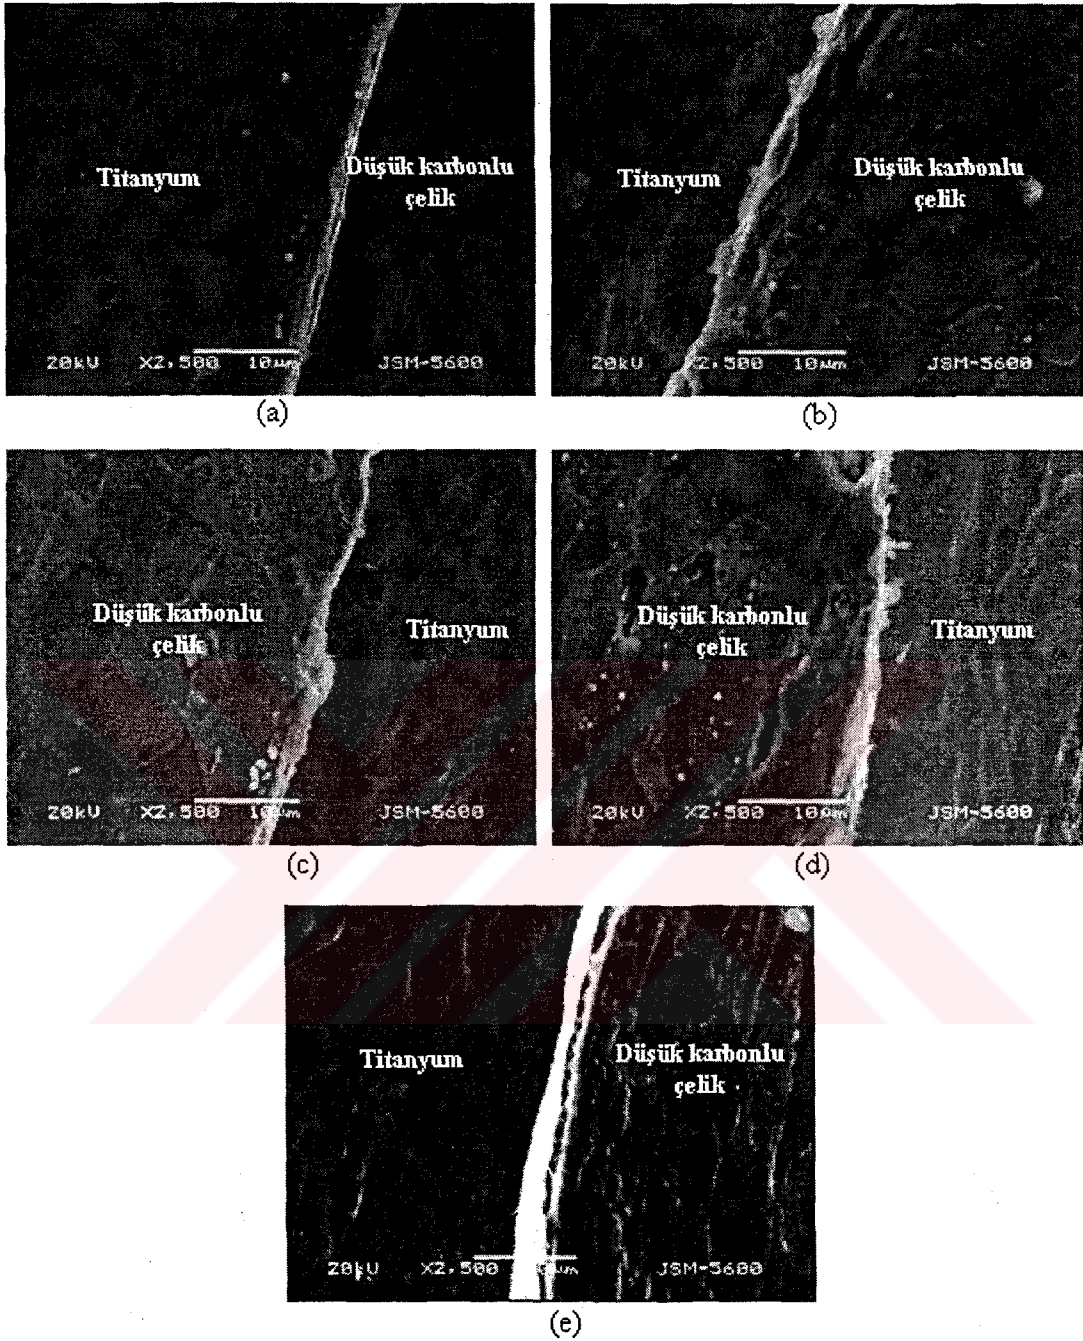 Titanyum
Düşük karbonlu
çelik
20kU X2,500 10μm JSM-5600
(a)
Titanyum
Düşük karbonlu
çelik
20kU X2,500 10μm JSM-5600
(b)
Düşük karbonlu
çelik
Titanyum
20kU X2,500 10μm JSM-5600
(c)
Düşük karbonlu
çelik
Titanyum
20kU X2,500 10μm JSM-5600
(d)
Titanyum
Düşük karbonlu
çelik
20kU X2,500 JSM-5600
(e)